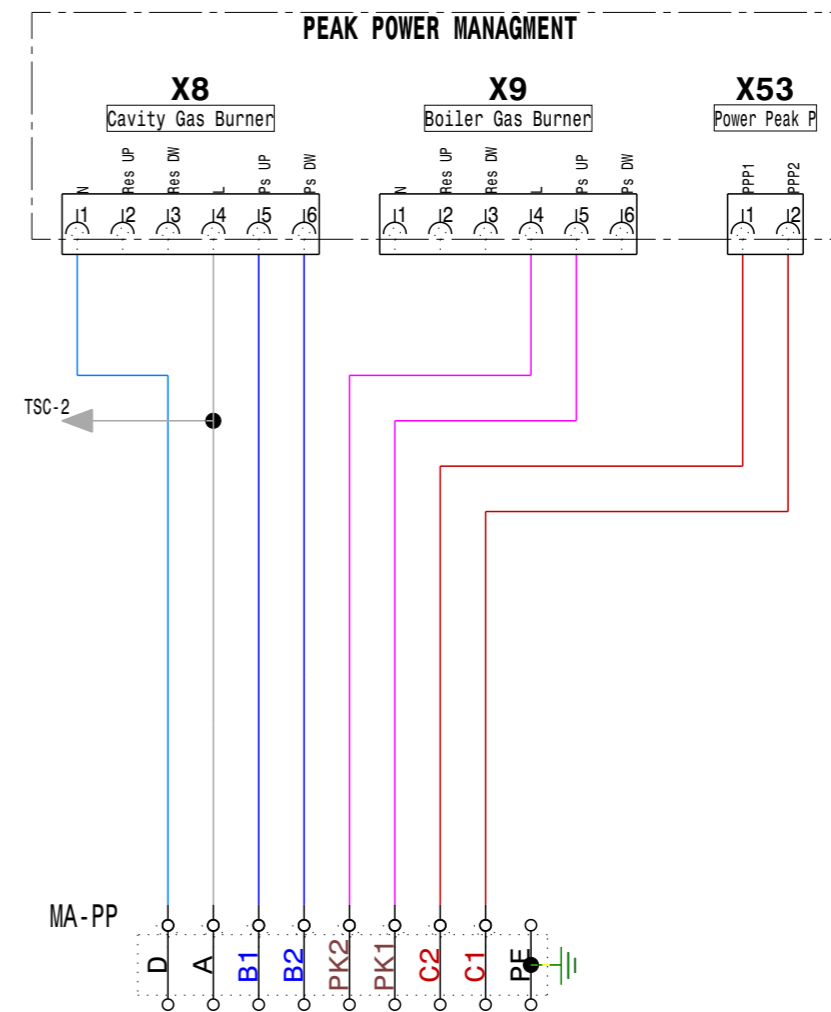 PEAK POWER MANAGMENT
X8 X9 X53
Cavity Gas Burner Boiler Gas Burner Power Peak P
N Res UP Res DW L Ps UP Ps DW N Res UP Res DW L Ps UP Ps DW PPP1 PPP2
1 2 3 4 5 6 1 2 3 4 5 6 1 2
TSC-2
MA-PP
D A B1 B2 PK2 PK1 C2 C1 PE